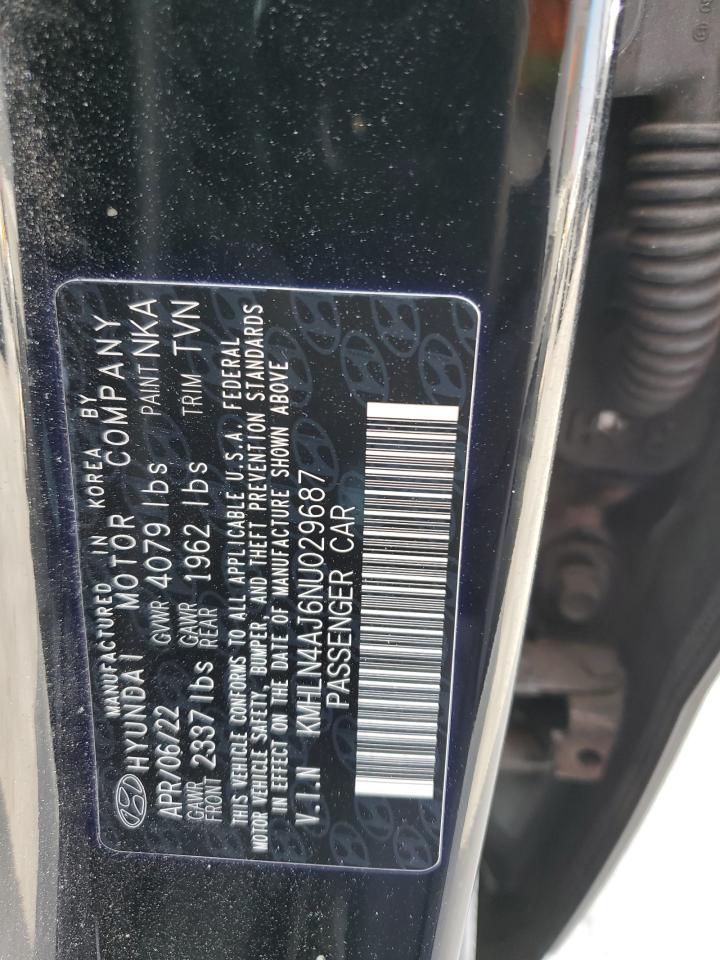 MANUFACTURED IN KOREA BY
HYUNDAI MOTOR COMPANY
APR/06/22 GVWR 4079 lbs PAINT NKA
GAWR FRONT 2337 lbs GAWR REAR 1962 lbs TRIM TVN
THIS VEHICLE CONFORMS TO ALL APPLICABLE U.S.A. FEDERAL
MOTOR VEHICLE SAFETY, BUMPER, AND THEFT PREVENTION STANDARDS
IN EFFECT ON THE DATE OF MANUFACTURE SHOWN ABOVE
V.I.N KMHLN4AJ6NU029687
PASSENGER CAR